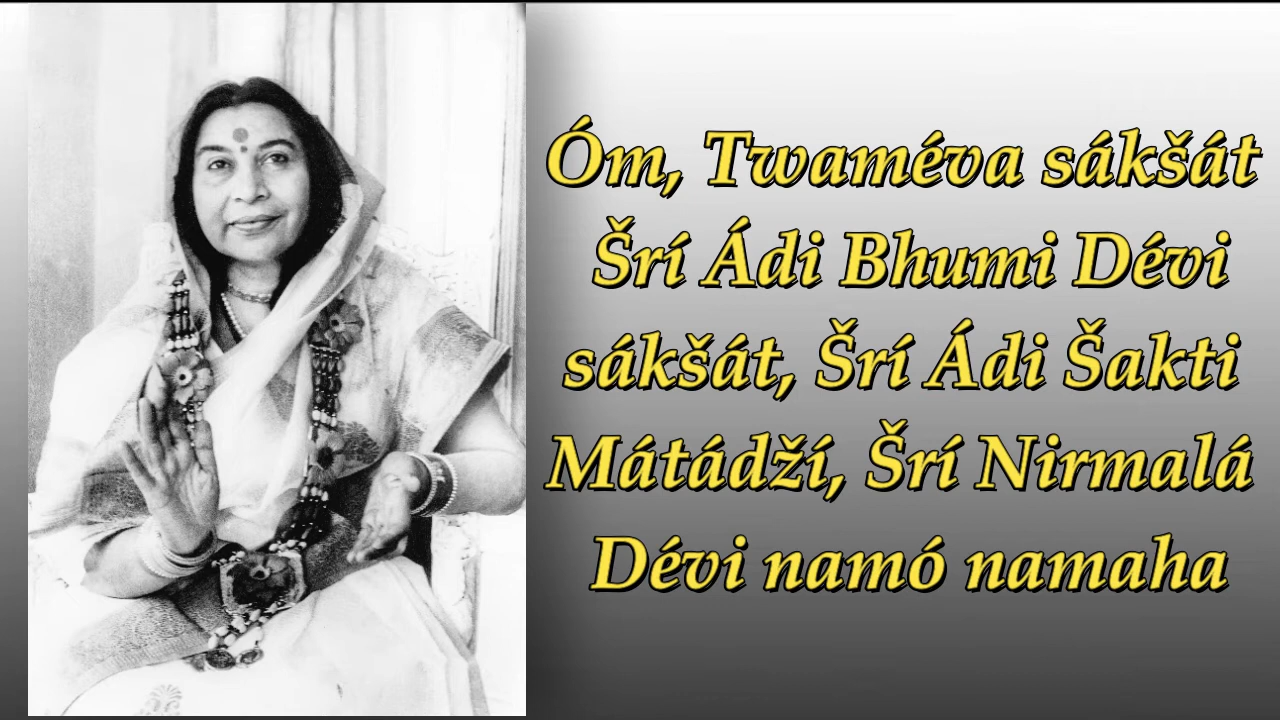 Óm, Twaméva sákšát
Šrí Ádi Bhumi Dévi
sákšát, Šrí Ádi Šakti
Mátádží, Šrí Nirmalá
Dévi namó namaha